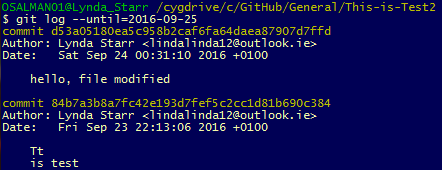 OSALMAN01@Lynda_Starr /cygdrive/c/GitHub/General/This-is-Test2
$ git log --until=2016-09-25
commit d53a05180ea5c958b2caf6fa64daea87907d7ffd
Author: Lynda Starr <lindalinda12@outlook.ie>
Date:   Sat Sep 24 00:31:10 2016 +0100
    hello, file modified
commit 84b7a3b8a7fc42e193d7fef5c2cc1d81b690c384
Author: Lynda Starr <lindalinda12@outlook.ie>
Date:   Fri Sep 23 22:13:06 2016 +0100
    Tt
    is test